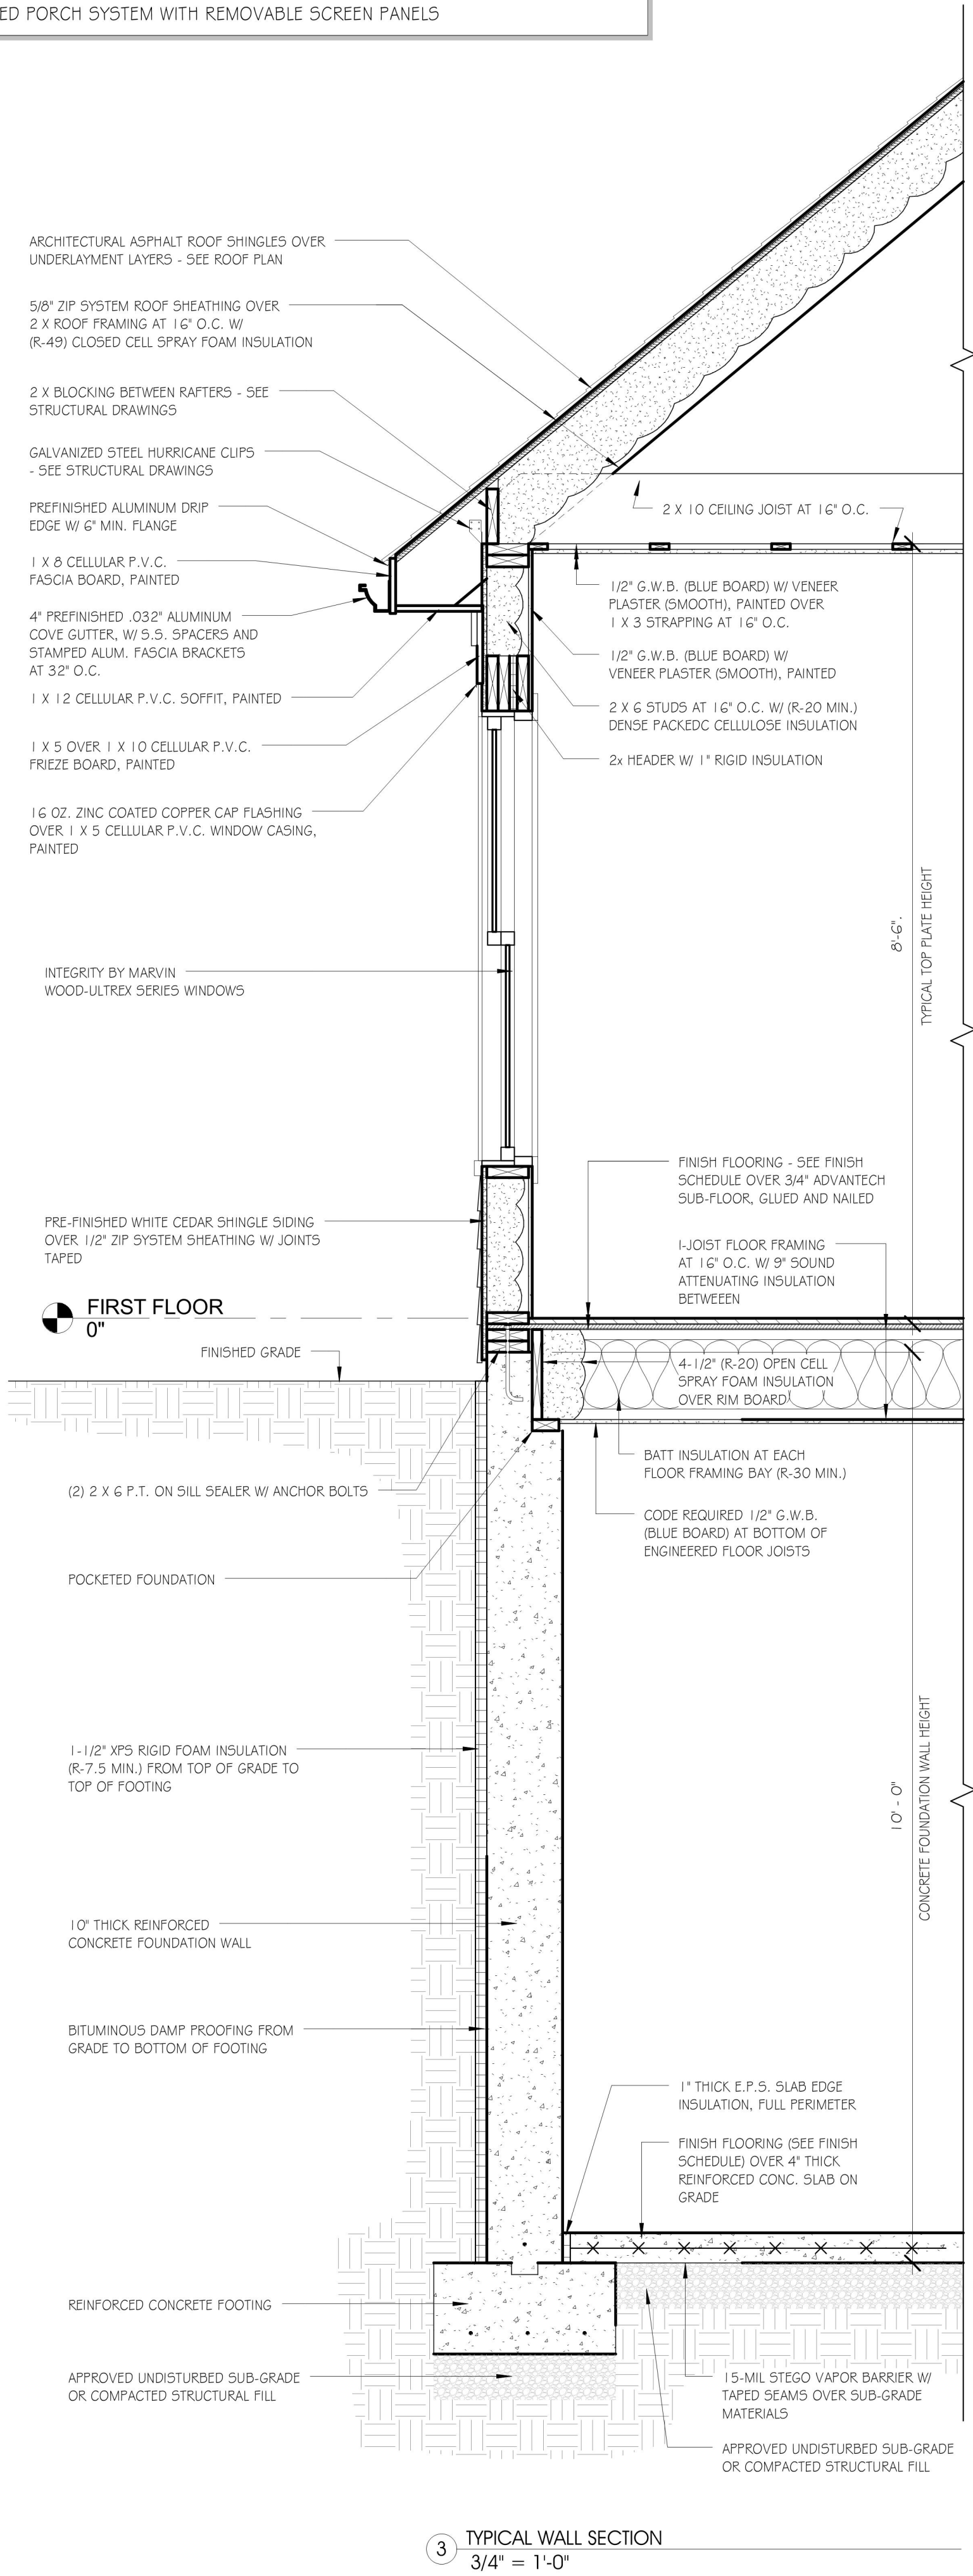 ED PORCH SYSTEM WITH REMOVABLE SCREEN PANELS
ARCHITECTURAL ASPHALT ROOF SHINGLES OVER
UNDERLAYMENT LAYERS - SEE ROOF PLAN
5/8" ZIP SYSTEM ROOF SHEATHING OVER
2 X ROOF FRAMING AT 16" O.C. W/
(R-49) CLOSED CELL SPRAY FOAM INSULATION
2 X BLOCKING BETWEEN RAFTERS - SEE
STRUCTURAL DRAWINGS
GALVANIZED STEEL HURRICANE CLIPS
- SEE STRUCTURAL DRAWINGS
PREFINISHED ALUMINUM DRIP
EDGE W/ 6" MIN. FLANGE
1 X 8 CELLULAR P.V.C.
FASCIA BOARD, PAINTED
4" PREFINISHED .032" ALUMINUM
COVE GUTTER, W/ S.S. SPACERS AND
STAMPED ALUM. FASCIA BRACKETS
AT 32" O.C.
1 X 12 CELLULAR P.V.C. SOFFIT, PAINTED
1 X 5 OVER 1 X 10 CELLULAR P.V.C.
FRIEZE BOARD, PAINTED
16 OZ. ZINC COATED COPPER CAP FLASHING
OVER 1 X 5 CELLULAR P.V.C. WINDOW CASING,
PAINTED
2 X 10 CEILING JOIST AT 16" O.C.
1/2" G.W.B. (BLUE BOARD) W/ VENEER
PLASTER (SMOOTH), PAINTED OVER
1 X 3 STRAPPING AT 16" O.C.
1/2" G.W.B. (BLUE BOARD) W/
VENEER PLASTER (SMOOTH), PAINTED
2 X 6 STUDS AT 16" O.C. W/ (R-20 MIN.)
DENSE PACKEDC CELLULOSE INSULATION
2x HEADER W/ 1" RIGID INSULATION
8'-6".
TYPICAL TOP PLATE HEIGHT
INTEGRITY BY MARVIN
WOOD-ULTREX SERIES WINDOWS
FINISH FLOORING - SEE FINISH
SCHEDULE OVER 3/4" ADVANTECH
SUB-FLOOR, GLUED AND NAILED
PRE-FINISHED WHITE CEDAR SHINGLE SIDING
OVER 1/2" ZIP SYSTEM SHEATHING W/ JOINTS
TAPED
I-JOIST FLOOR FRAMING
AT 16" O.C. W/ 9" SOUND
ATTENUATING INSULATION
BETWEEEN
FIRST FLOOR
0"
FINISHED GRADE
4-1/2" (R-20) OPEN CELL
SPRAY FOAM INSULATION
OVER RIM BOARD
BATT INSULATION AT EACH
FLOOR FRAMING BAY (R-30 MIN.)
(2) 2 X 6 P.T. ON SILL SEALER W/ ANCHOR BOLTS
CODE REQUIRED 1/2" G.W.B.
(BLUE BOARD) AT BOTTOM OF
ENGINEERED FLOOR JOISTS
POCKETED FOUNDATION
1-1/2" XPS RIGID FOAM INSULATION
(R-7.5 MIN.) FROM TOP OF GRADE TO
TOP OF FOOTING
10' - 0"
CONCRETE FOUNDATION WALL HEIGHT
10" THICK REINFORCED
CONCRETE FOUNDATION WALL
BITUMINOUS DAMP PROOFING FROM
GRADE TO BOTTOM OF FOOTING
1" THICK E.P.S. SLAB EDGE
INSULATION, FULL PERIMETER
FINISH FLOORING (SEE FINISH
SCHEDULE) OVER 4" THICK
REINFORCED CONC. SLAB ON
GRADE
REINFORCED CONCRETE FOOTING
APPROVED UNDISTURBED SUB-GRADE
OR COMPACTED STRUCTURAL FILL
15-MIL STEGO VAPOR BARRIER W/
TAPED SEAMS OVER SUB-GRADE
MATERIALS
APPROVED UNDISTURBED SUB-GRADE
OR COMPACTED STRUCTURAL FILL
3
TYPICAL WALL SECTION
3/4" = 1'-0"